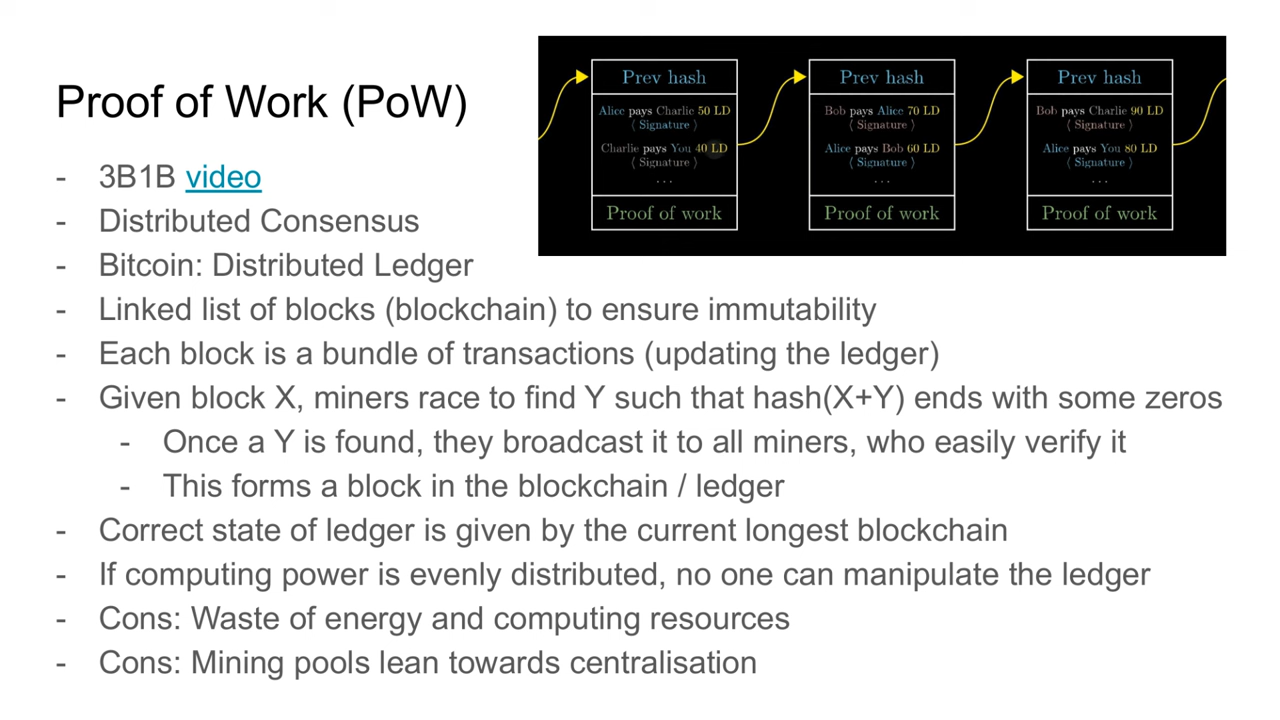 Proof of Work (PoW)
- 3B1B video
- Distributed Consensus
- Bitcoin: Distributed Ledger
- Linked list of blocks (blockchain) to ensure immutability
- Each block is a bundle of transactions (updating the ledger)
- Given block X, miners race to find Y such that hash(X+Y) ends with some zeros
- Once a Y is found, they broadcast it to all miners, who easily verify it
- This forms a block in the blockchain / ledger
- Correct state of ledger is given by the current longest blockchain
- If computing power is evenly distributed, no one can manipulate the ledger
- Cons: Waste of energy and computing resources
- Cons: Mining pools lean towards centralisation
Prev hash
Alice pays Charlie 50 LD
⟨ Signature ⟩
Charlie pays You 40 LD
⟨ Signature ⟩
...
Proof of work
Prev hash
Bob pays Alice 70 LD
⟨ Signature ⟩
Alice pays Bob 60 LD
⟨ Signature ⟩
...
Proof of work
Prev hash
Bob pays Charlie 90 LD
⟨ Signature ⟩
Alice pays You 80 LD
⟨ Signature ⟩
...
Proof of work